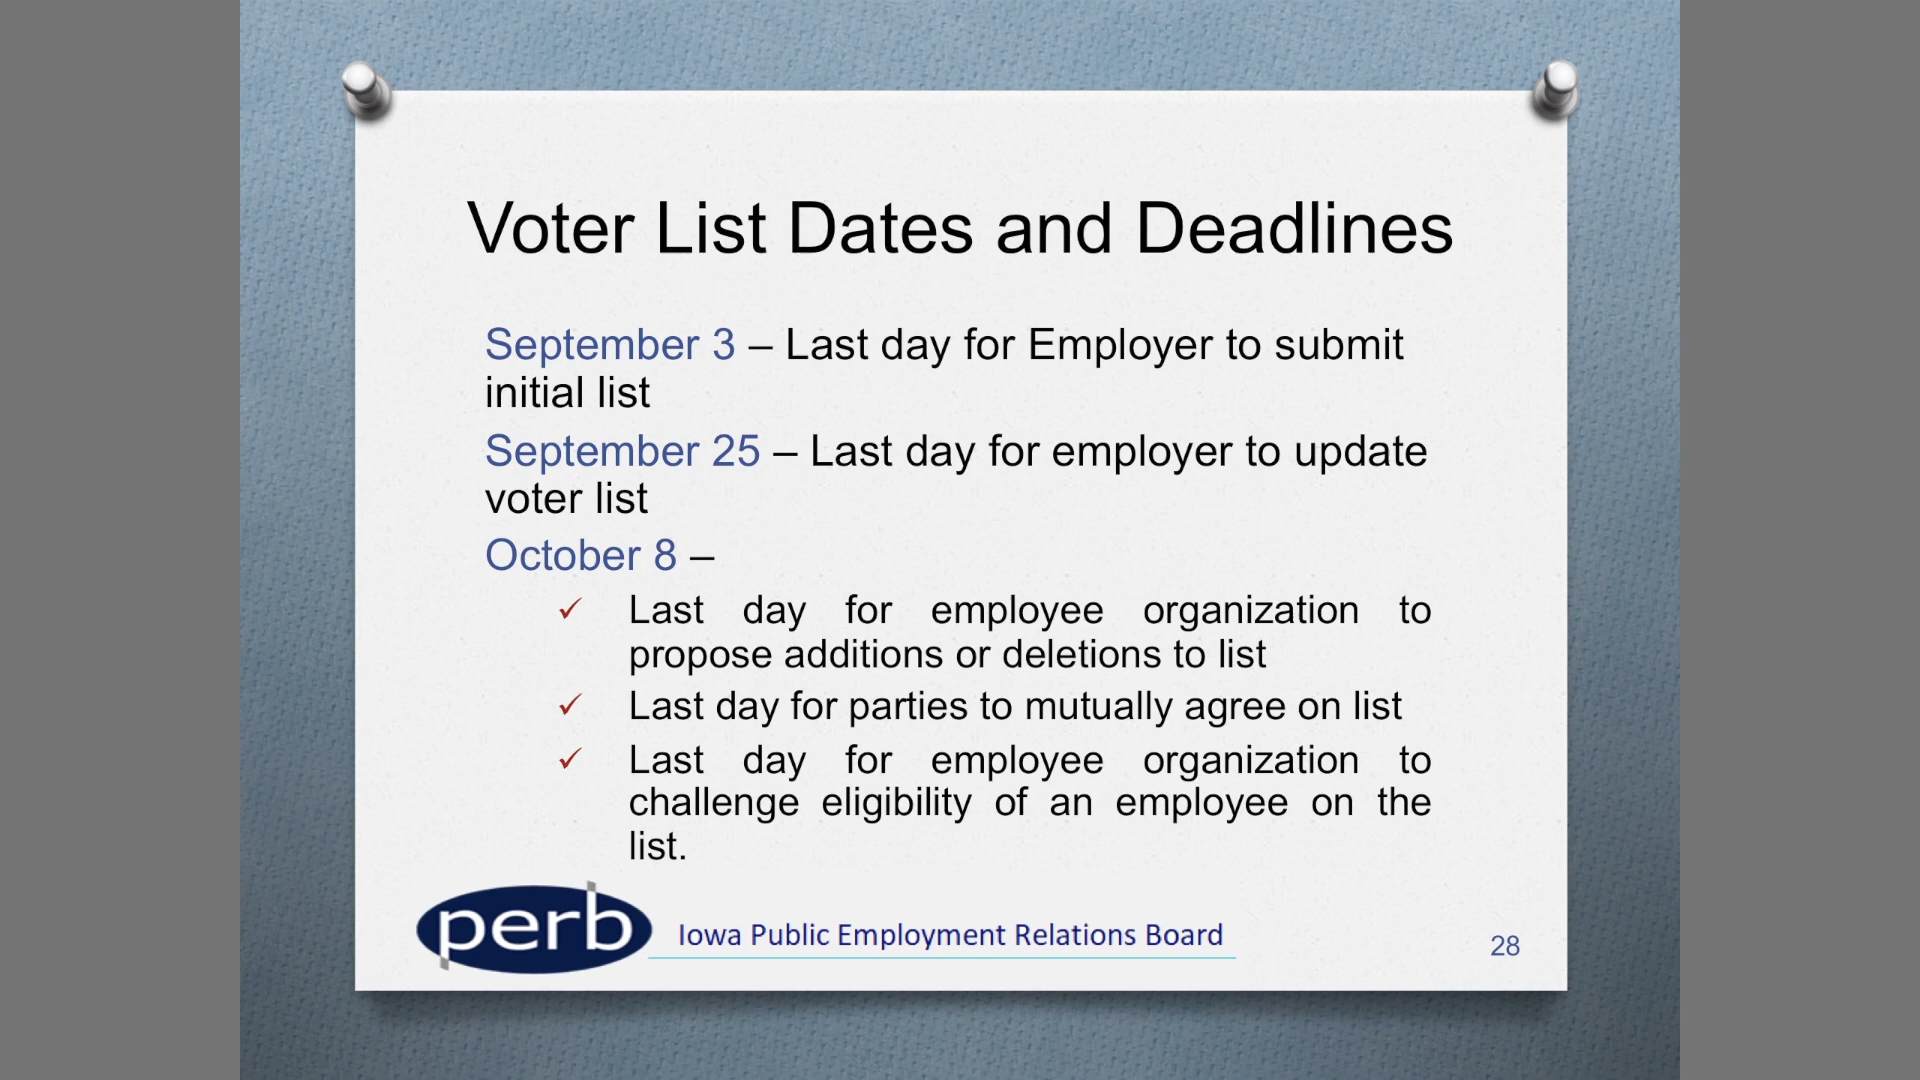 Voter List Dates and Deadlines
September 3 – Last day for Employer to submit
initial list
September 25 – Last day for employer to update
voter list
October 8 –
✓ Last day for employee organization to
propose additions or deletions to list
✓ Last day for parties to mutually agree on list
✓ Last day for employee organization to
challenge eligibility of an employee on the
list.
perb Iowa Public Employment Relations Board
28